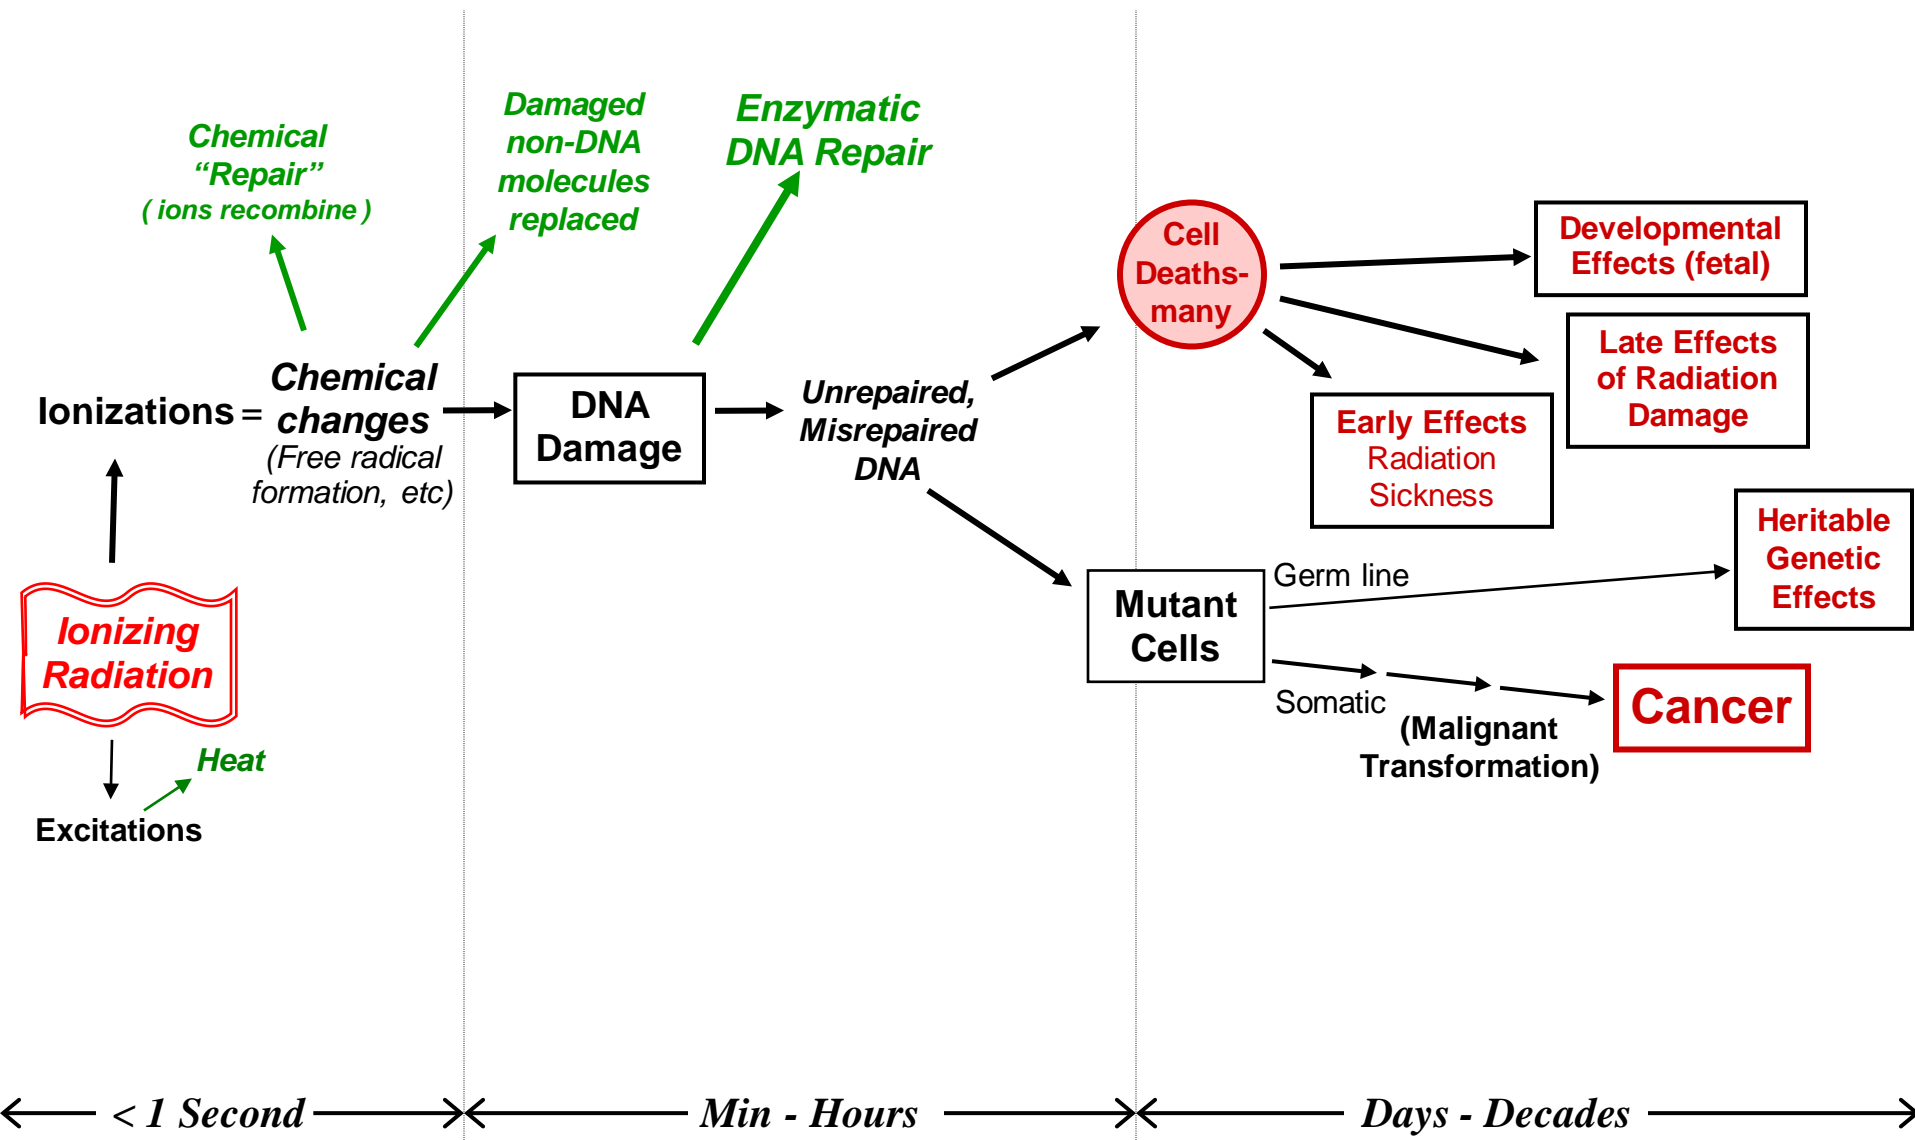 Chemical
“Repair”
( ions recombine )
Damaged
non-DNA
molecules
replaced
Enzymatic
DNA Repair
Ionizations =
Chemical
changes
(Free radical
formation, etc)
DNA
Damage
Unrepaired,
Misrepaired
DNA
Cell
Deaths-
many
Developmental
Effects (fetal)
Late Effects
of Radiation
Damage
Early Effects
Radiation
Sickness
Heritable
Genetic
Effects
Mutant
Cells
Germ line
Somatic
(Malignant
Transformation)
Cancer
Ionizing
Radiation
Heat
Excitations
< 1 Second
Min - Hours
Days - Decades